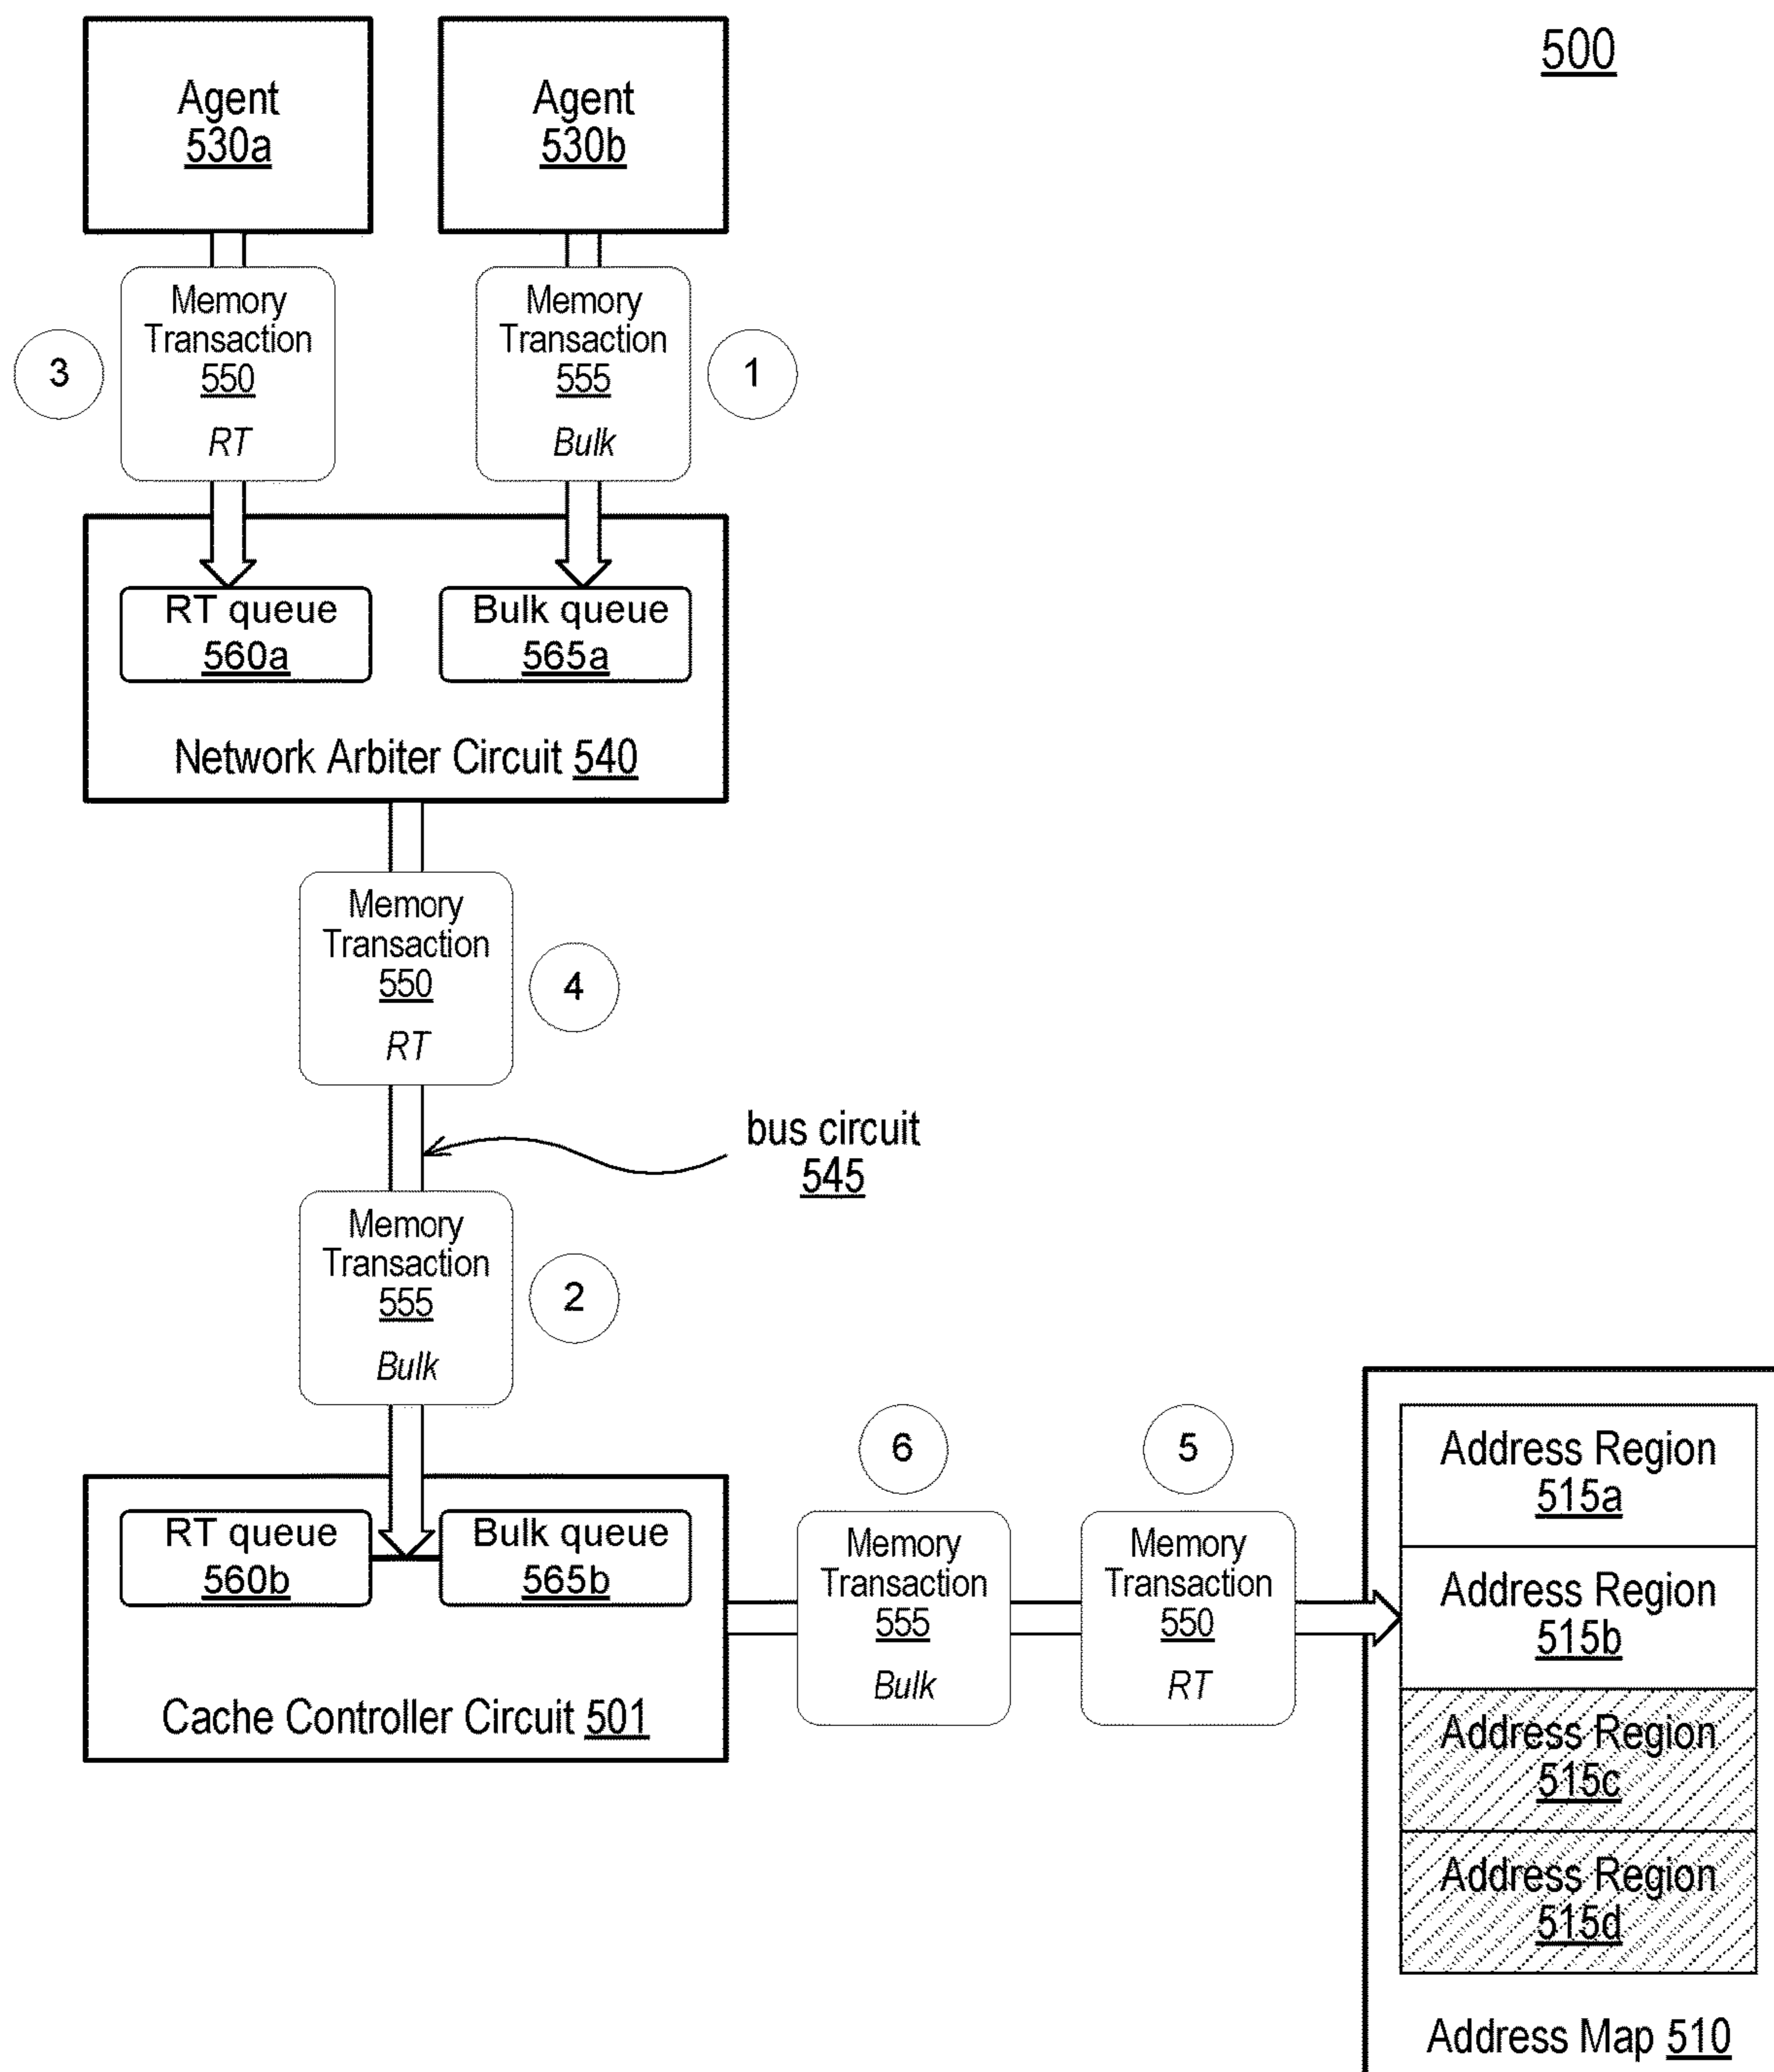 500
Agent
530a
Agent
530b
Memory
Transaction
550
RT
3
Memory
Transaction
555
Bulk
1
RT queue
560a
Bulk queue
565a
Network Arbiter Circuit 540
Memory
Transaction
550
RT
4
bus circuit
545
Memory
Transaction
555
Bulk
2
RT queue
560b
Bulk queue
565b
Cache Controller Circuit 501
6
Memory
Transaction
555
Bulk
5
Memory
Transaction
550
RT
Address Region
515a
Address Region
515b
Address Region
515c
Address Region
515d
Address Map 510